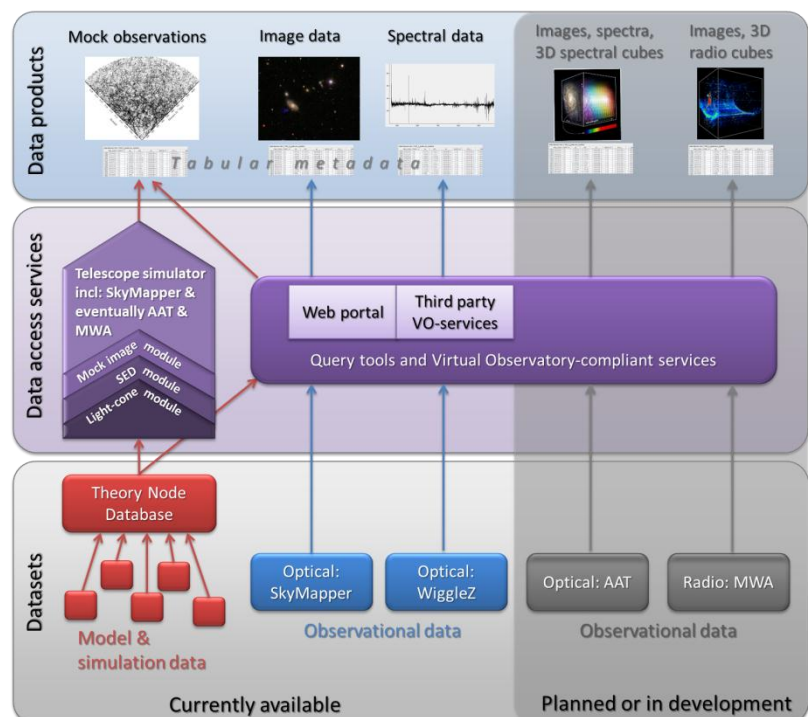 Mock observations
Image data
Spectral data
Images, spectra,
3D spectral cubes
Images, 3D
radio cubes
Data products
Tabular metadata
Data access services
Telescope simulator
incl: SkyMapper &
eventually AAT &
MWA
Mock image module
SED module
Light-cone module
Web portal
Third party
VO-services
Query tools and Virtual Observatory-compliant services
Datasets
Theory Node
Database
Model &
simulation data
Optical:
SkyMapper
Optical:
WiggleZ
Observational data
Optical: AAT
Radio: MWA
Observational data
Currently available
Planned or in development